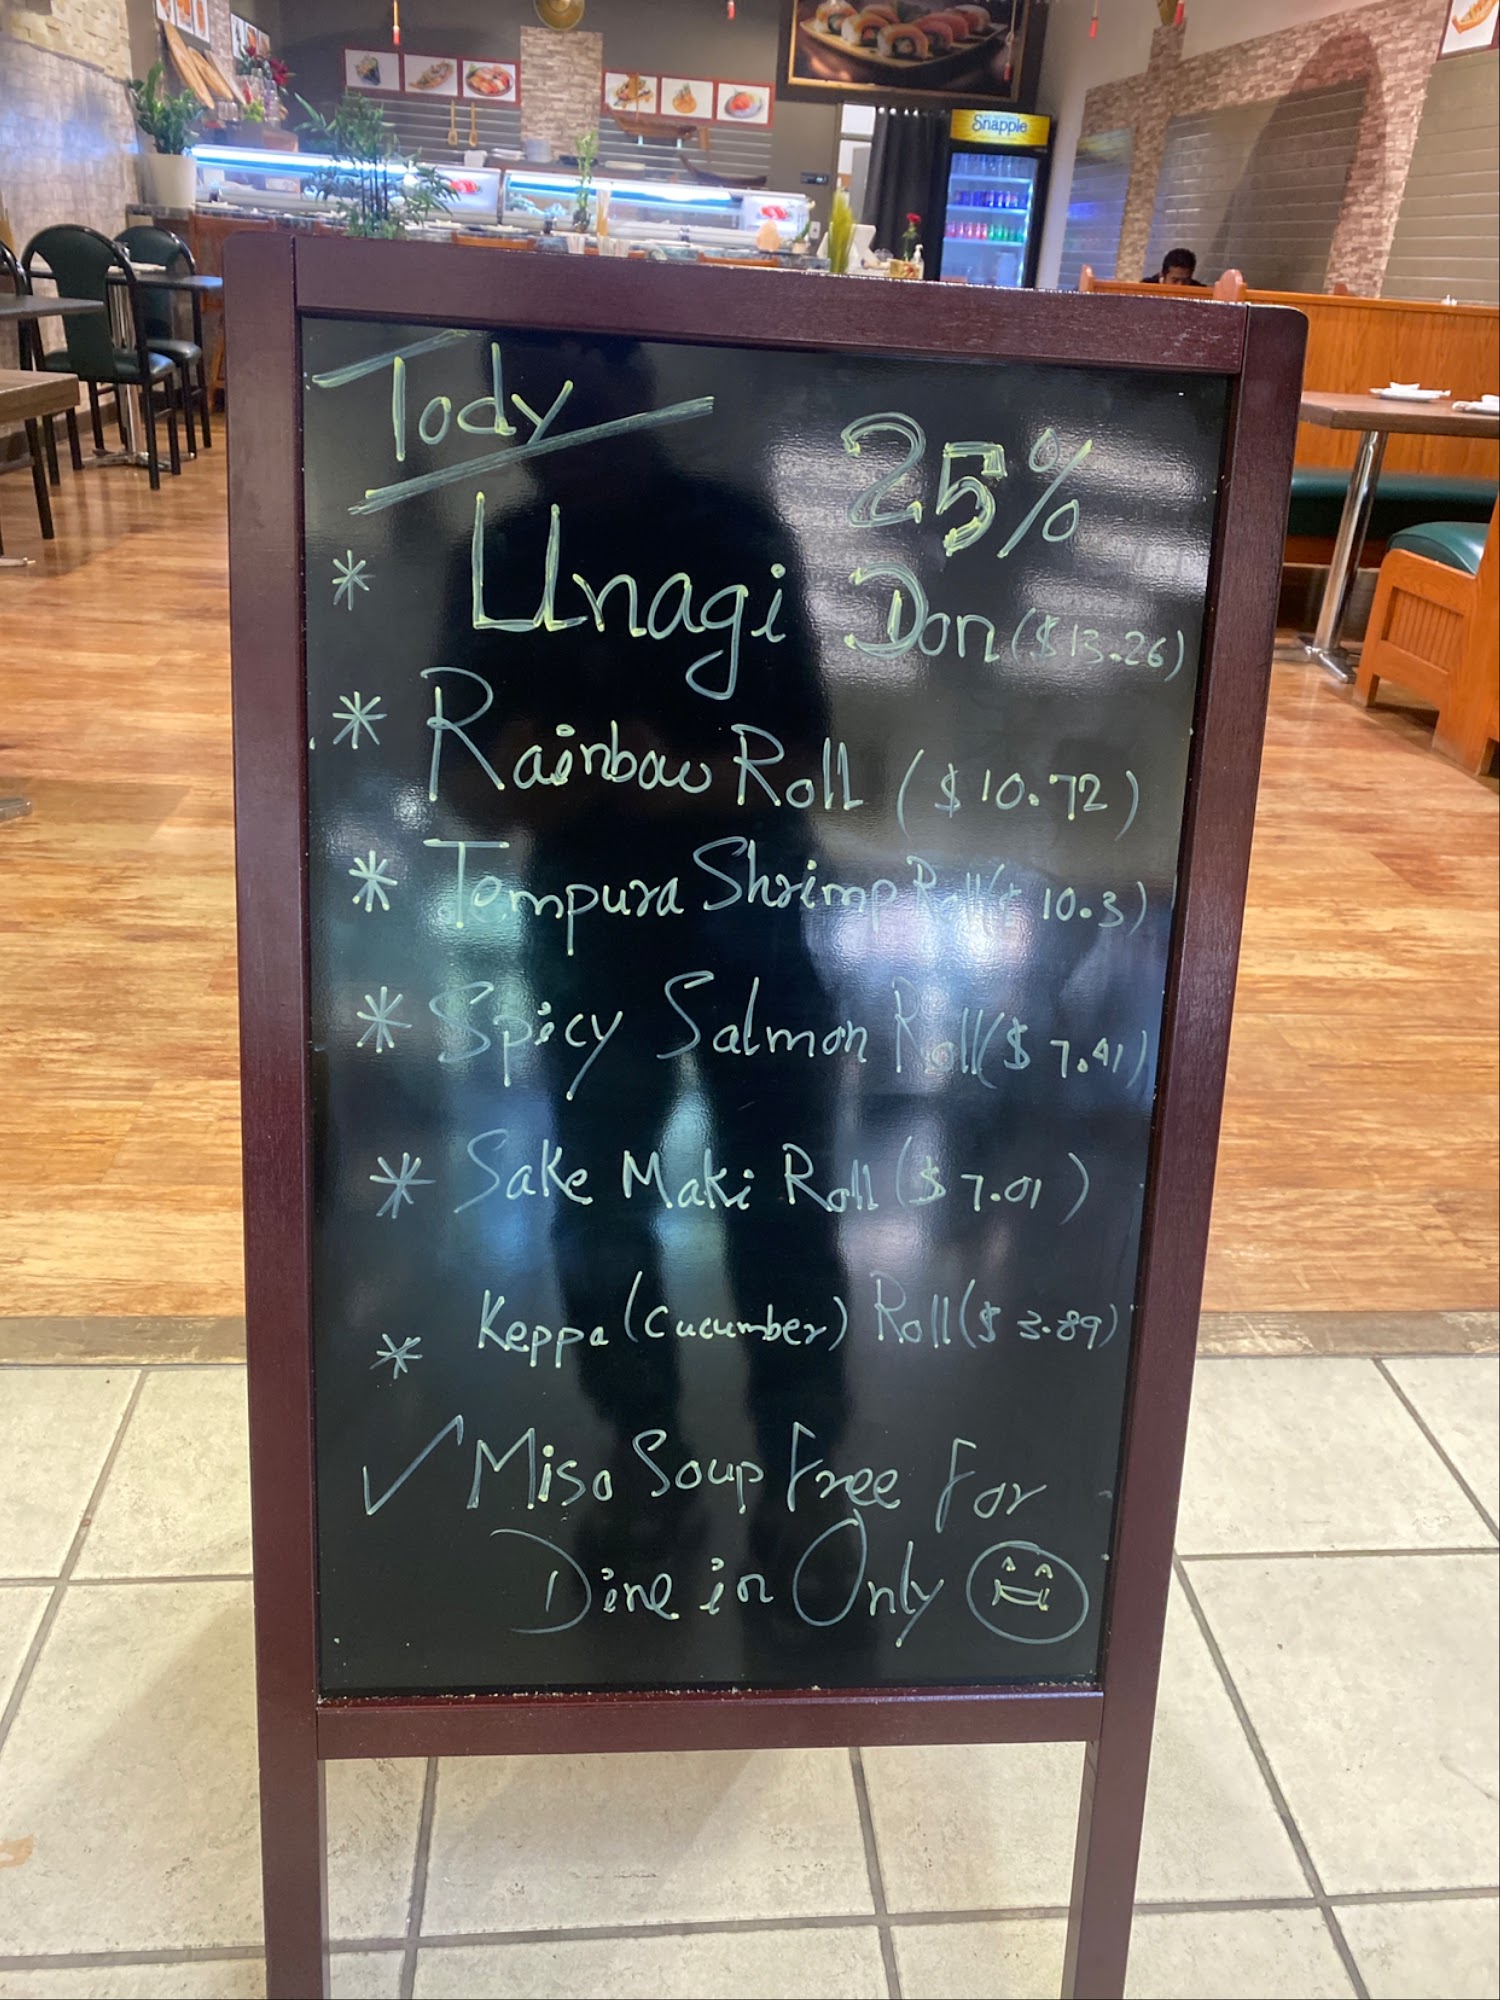 Snapple
Tody
25%
* Unagi Don ($13.26)
* Rainbow Roll ($10.72)
* Tempura Shrimp Roll($ 10.3)
* Spicy Salmon Roll($ 7.41)
* Sake Maki Roll ($ 7.01)
* Keppa (Cucumber) Roll($ 3.89)
✓ Miso Soup Free For
Dine in Only